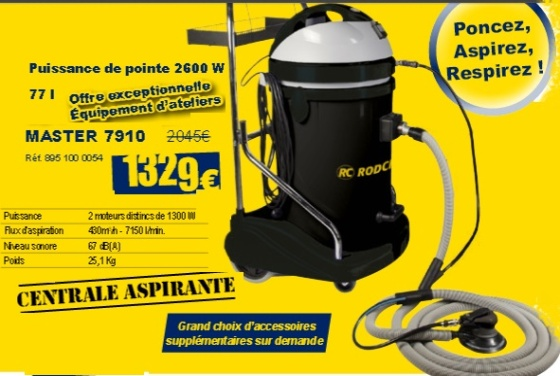 Poncez,
Aspirez,
Respirez !
Puissance de pointe 2600 W
77 l
Offre exceptionnelle
Équipement d'ateliers
MASTER 7910 2045€
Réf. 895 100 0054
1329€
RC RODC
Puissance 2 moteurs distincs de 1300 W
Flux d'aspiration 430m³/h - 7150 l/min.
Niveau sonore 67 dB(A)
Poids 25,1 Kg
CENTRALE ASPIRANTE
Grand choix d'accessoires
supplémentaires sur demande